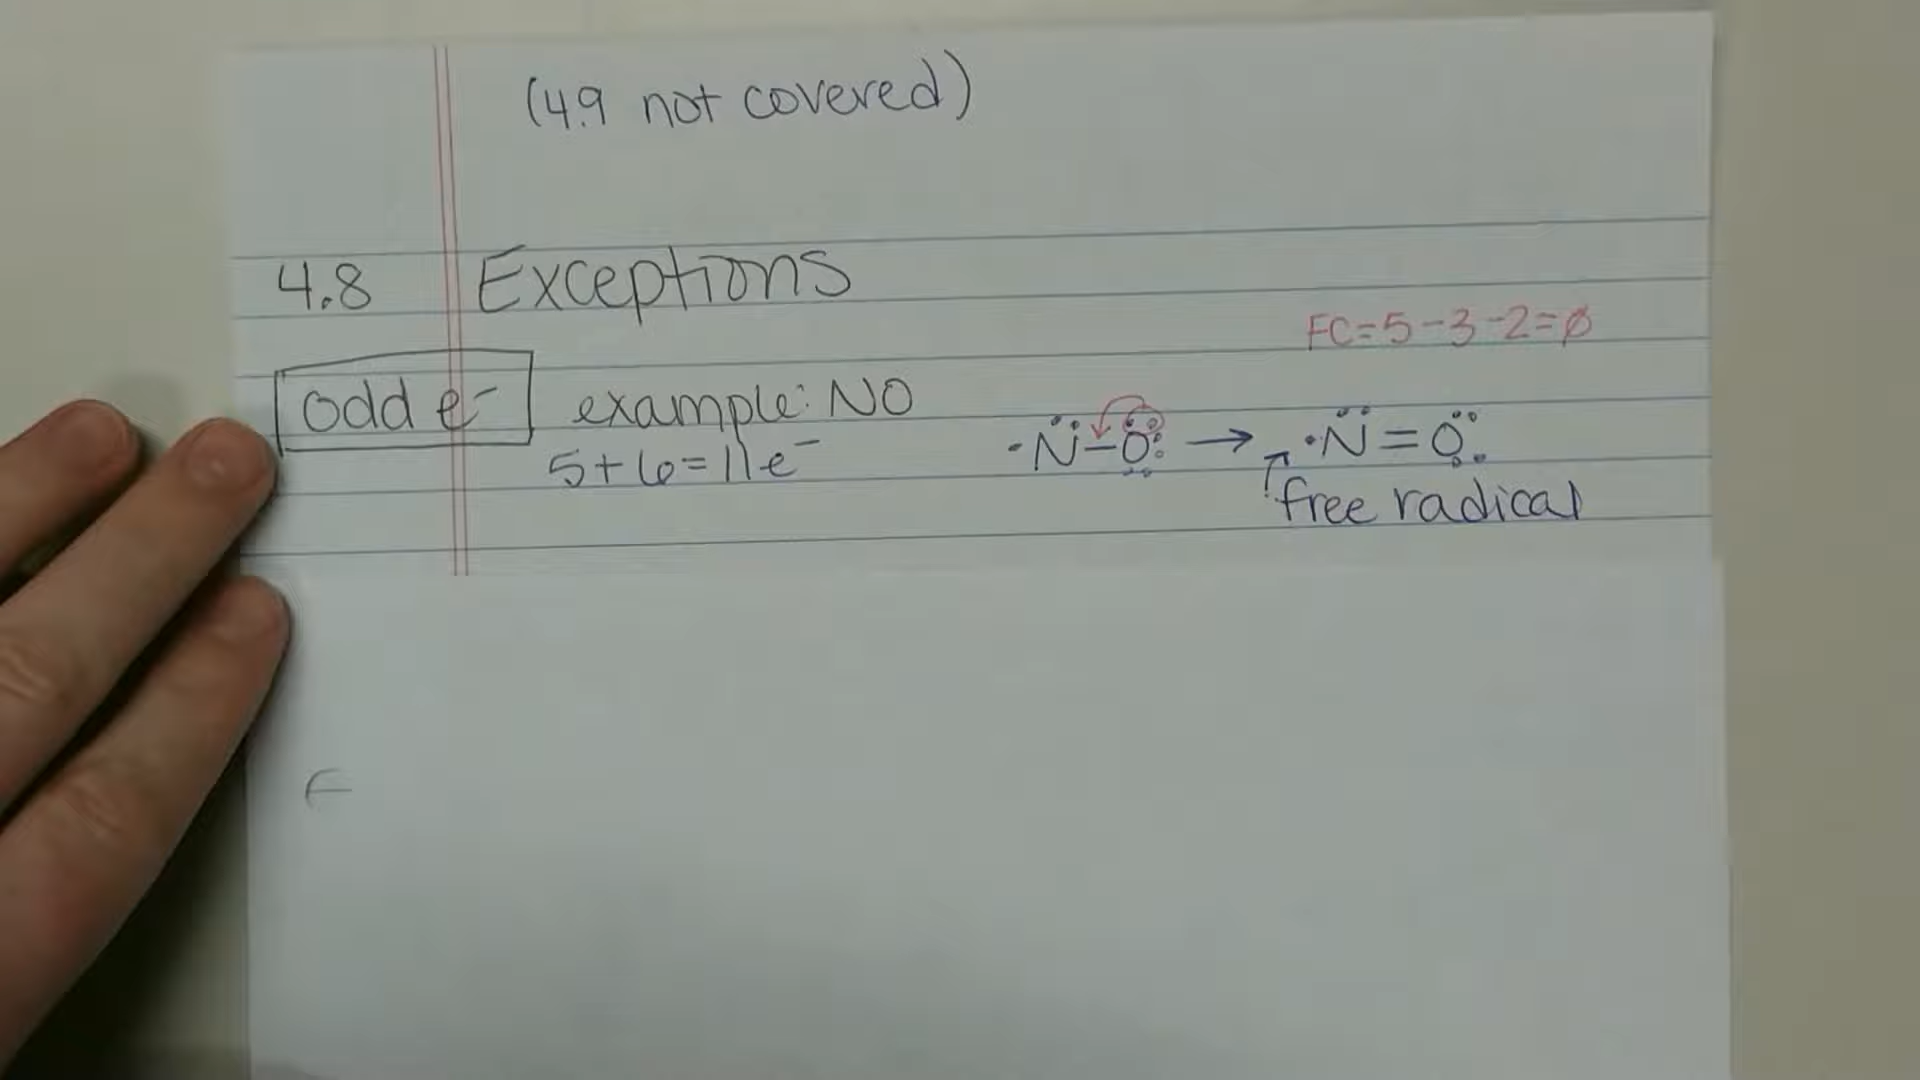 (4.9 not covered)
4.8 Exceptions
FC=5-3-2=∅
odd e⁻ example: NO
·N̈-Ö: → ·N̈=Ö:
5+6=11e⁻
free radical
F